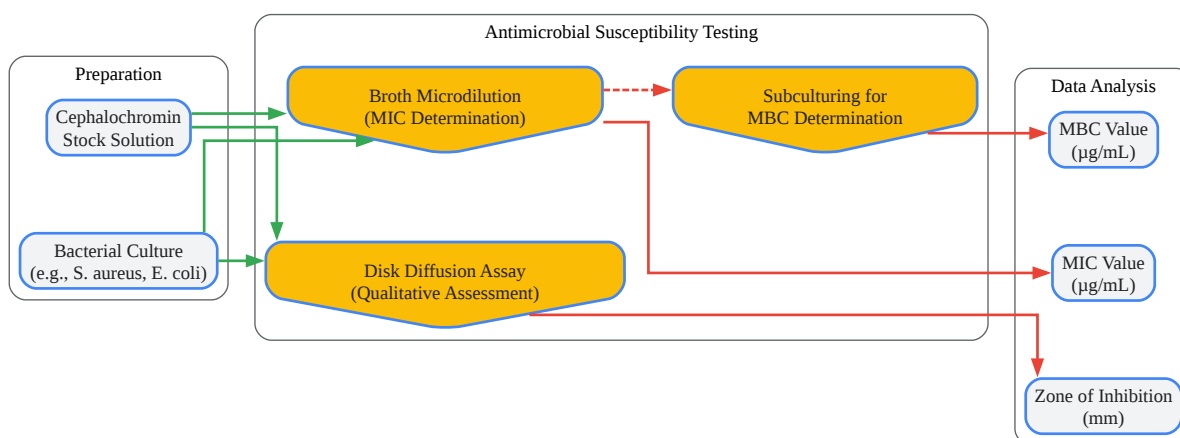 Preparation
Cephalochromin
Stock Solution
Bacterial Culture
(e.g., S. aureus, E. coli)
Antimicrobial Susceptibility Testing
Broth Microdilution
(MIC Determination)
Subculturing for
MBC Determination
Disk Diffusion Assay
(Qualitative Assessment)
Data Analysis
MBC Value
(µg/mL)
MIC Value
(µg/mL)
Zone of Inhibition
(mm)